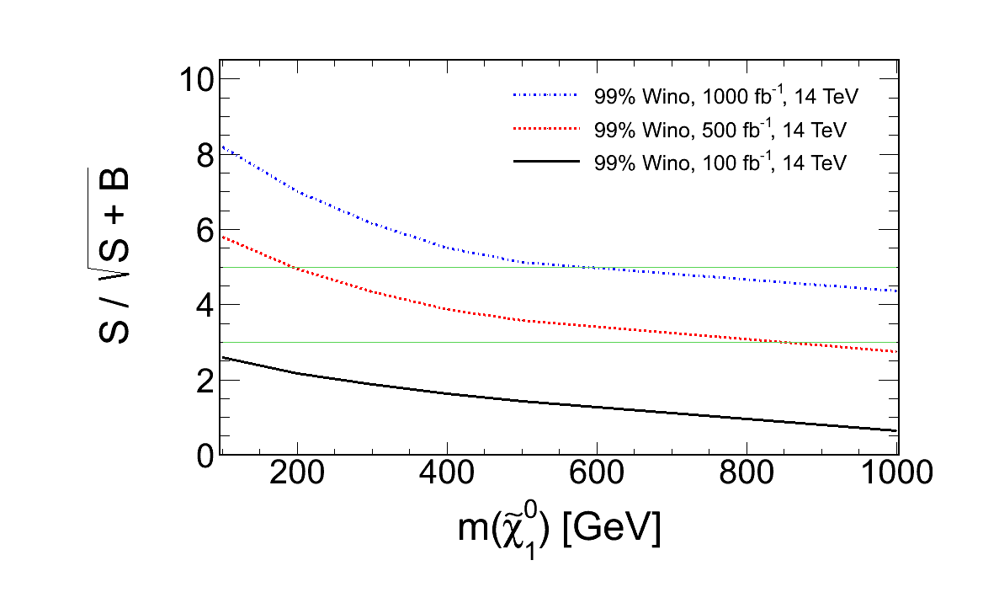 S / √S + B
10
8
6
4
2
0
99% Wino, 1000 fb⁻¹, 14 TeV
99% Wino, 500 fb⁻¹, 14 TeV
99% Wino, 100 fb⁻¹, 14 TeV
200 400 600 800 1000
m(χ̃⁰₁) [GeV]